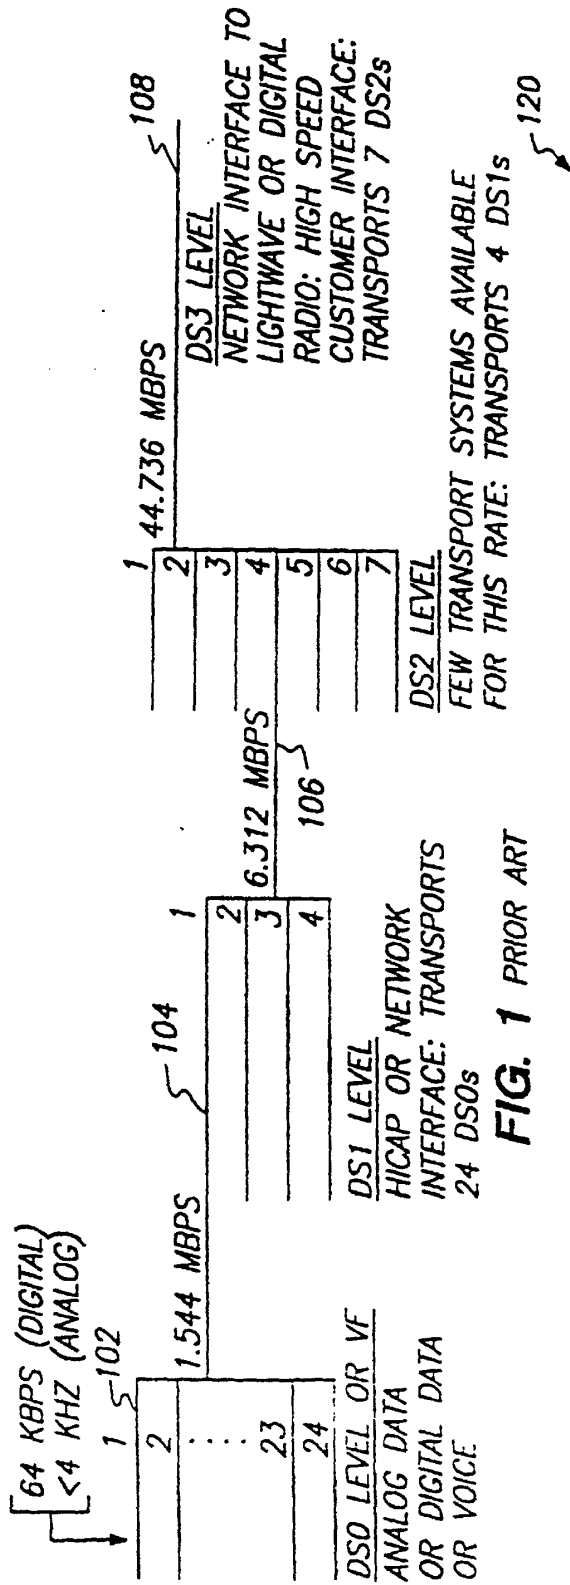 64 KBPS (DIGITAL)
<4 KHZ (ANALOG)
102
1
2
23
24
DS0 LEVEL OR VF
ANALOG DATA
OR DIGITAL DATA
OR VOICE
1.544 MBPS
104
1
2
3
4
DS1 LEVEL
HICAP OR NETWORK
INTERFACE: TRANSPORTS
24 DS0s
6.312 MBPS
106
1
2
3
4
5
6
7
DS2 LEVEL
FEW TRANSPORT SYSTEMS AVAILABLE
FOR THIS RATE: TRANSPORTS 4 DS1s
44.736 MBPS
108
DS3 LEVEL
NETWORK INTERFACE TO
LIGHTWAVE OR DIGITAL
RADIO: HIGH SPEED
CUSTOMER INTERFACE:
TRANSPORTS 7 DS2s
120
FIG. 1 PRIOR ART